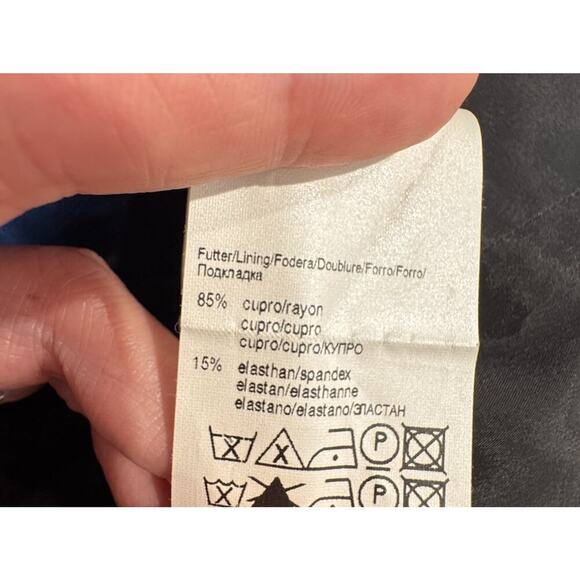 Futter/Lining/Fodera/Doublure/Forro/Forro/
Подкладка
85% cupro/rayon
cupro/cupro
cupro/cupro/КУПРО
15% elasthan/spandex
elastan/elasthanne
elastano/elastano/ЭЛАСТАН
P
P